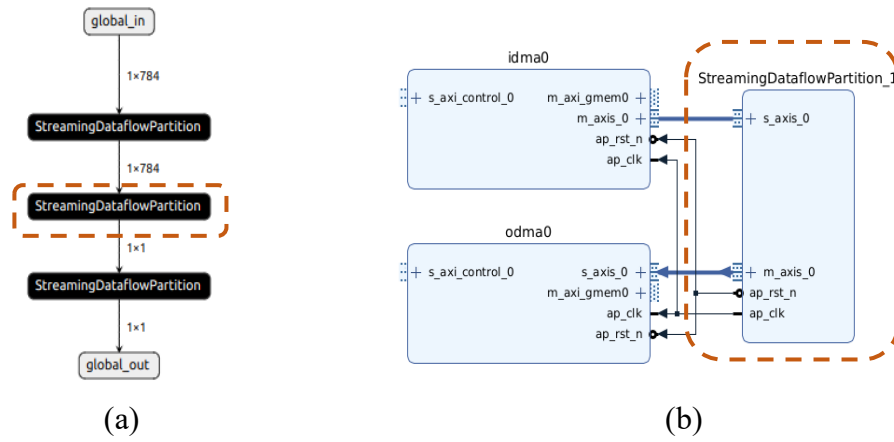 global_in
1×784
StreamingDataflowPartition
1×784
StreamingDataflowPartition
1×1
StreamingDataflowPartition
1×1
global_out
(a)
idma0
s_axi_control_0
m_axi_gmem0
m_axis_0
ap_rst_n
ap_clk
odma0
s_axi_control_0
s_axis_0
m_axi_gmem0
ap_clk
ap_rst_n
StreamingDataflowPartition_1
s_axis_0
m_axis_0
ap_rst_n
ap_clk
(b)